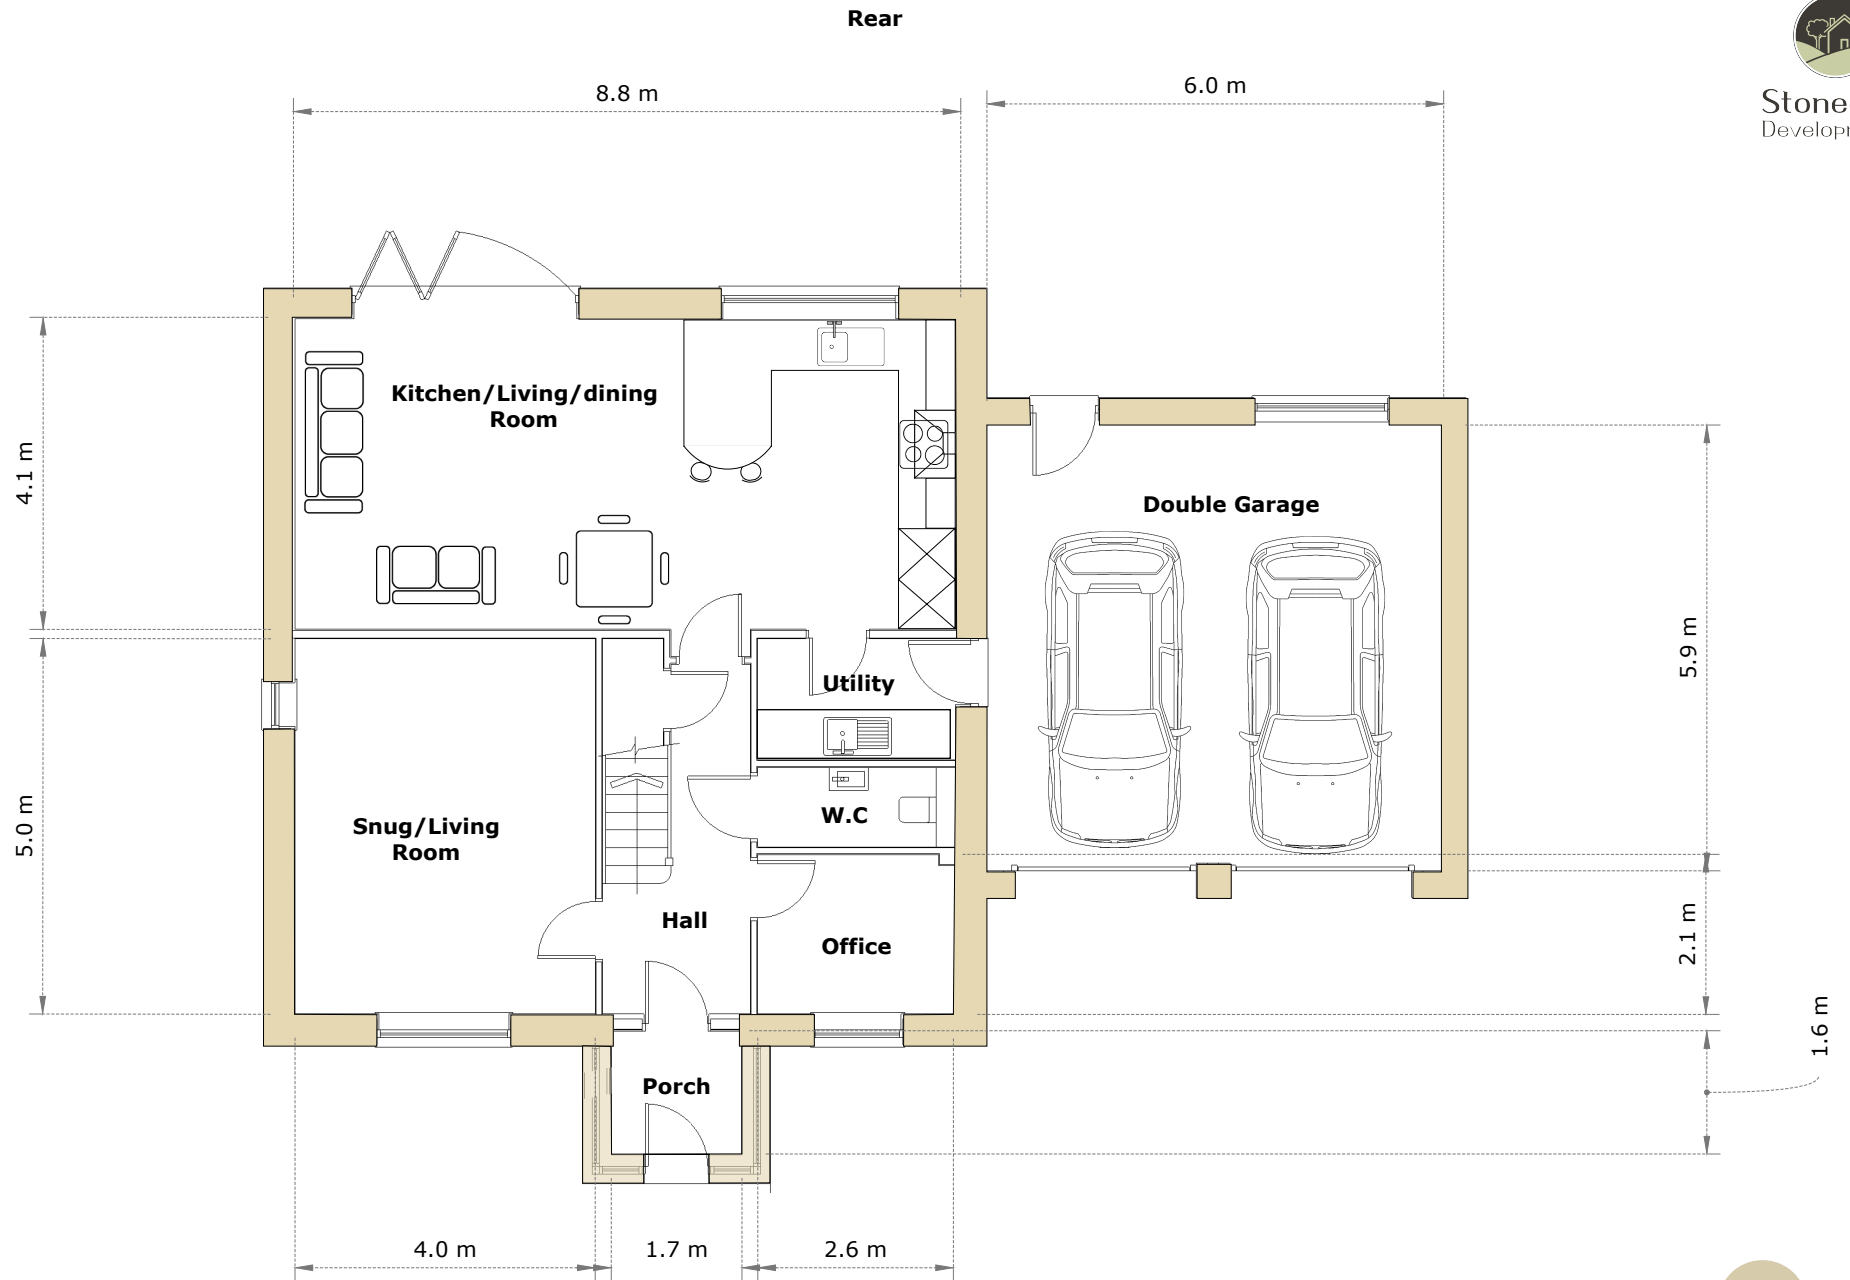 Rear
8.8 m
6.0 m
Stone
Develop
Kitchen/Living/dining
Room
4.1 m
Double Garage
5.9 m
Utility
W.C
Snug/Living
Room
5.0 m
Hall
Office
2.1 m
1.6 m
Porch
4.0 m
1.7 m
2.6 m